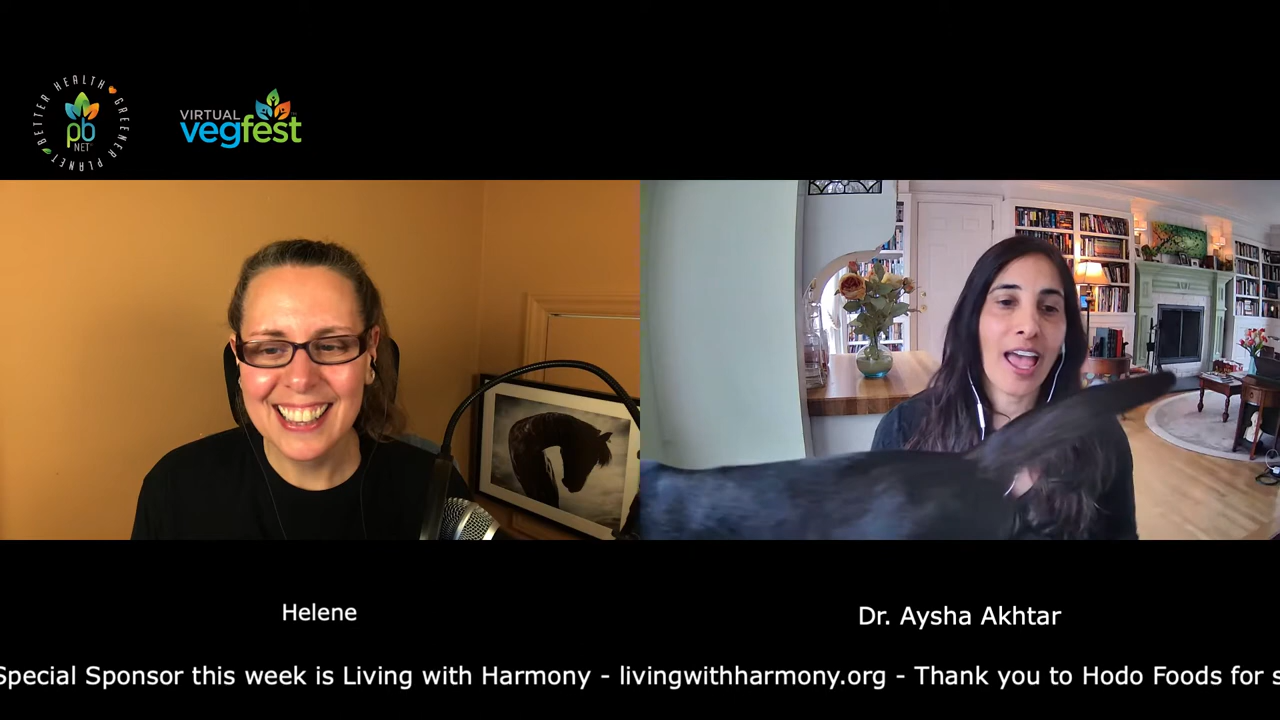 BETTER HEALTH GREENER PLANET
pb
NET
VIRTUAL
vegfest
Helene
Dr. Aysha Akhtar
Special Sponsor this week is Living with Harmony - livingwithharmony.org - Thank you to Hodo Foods for s